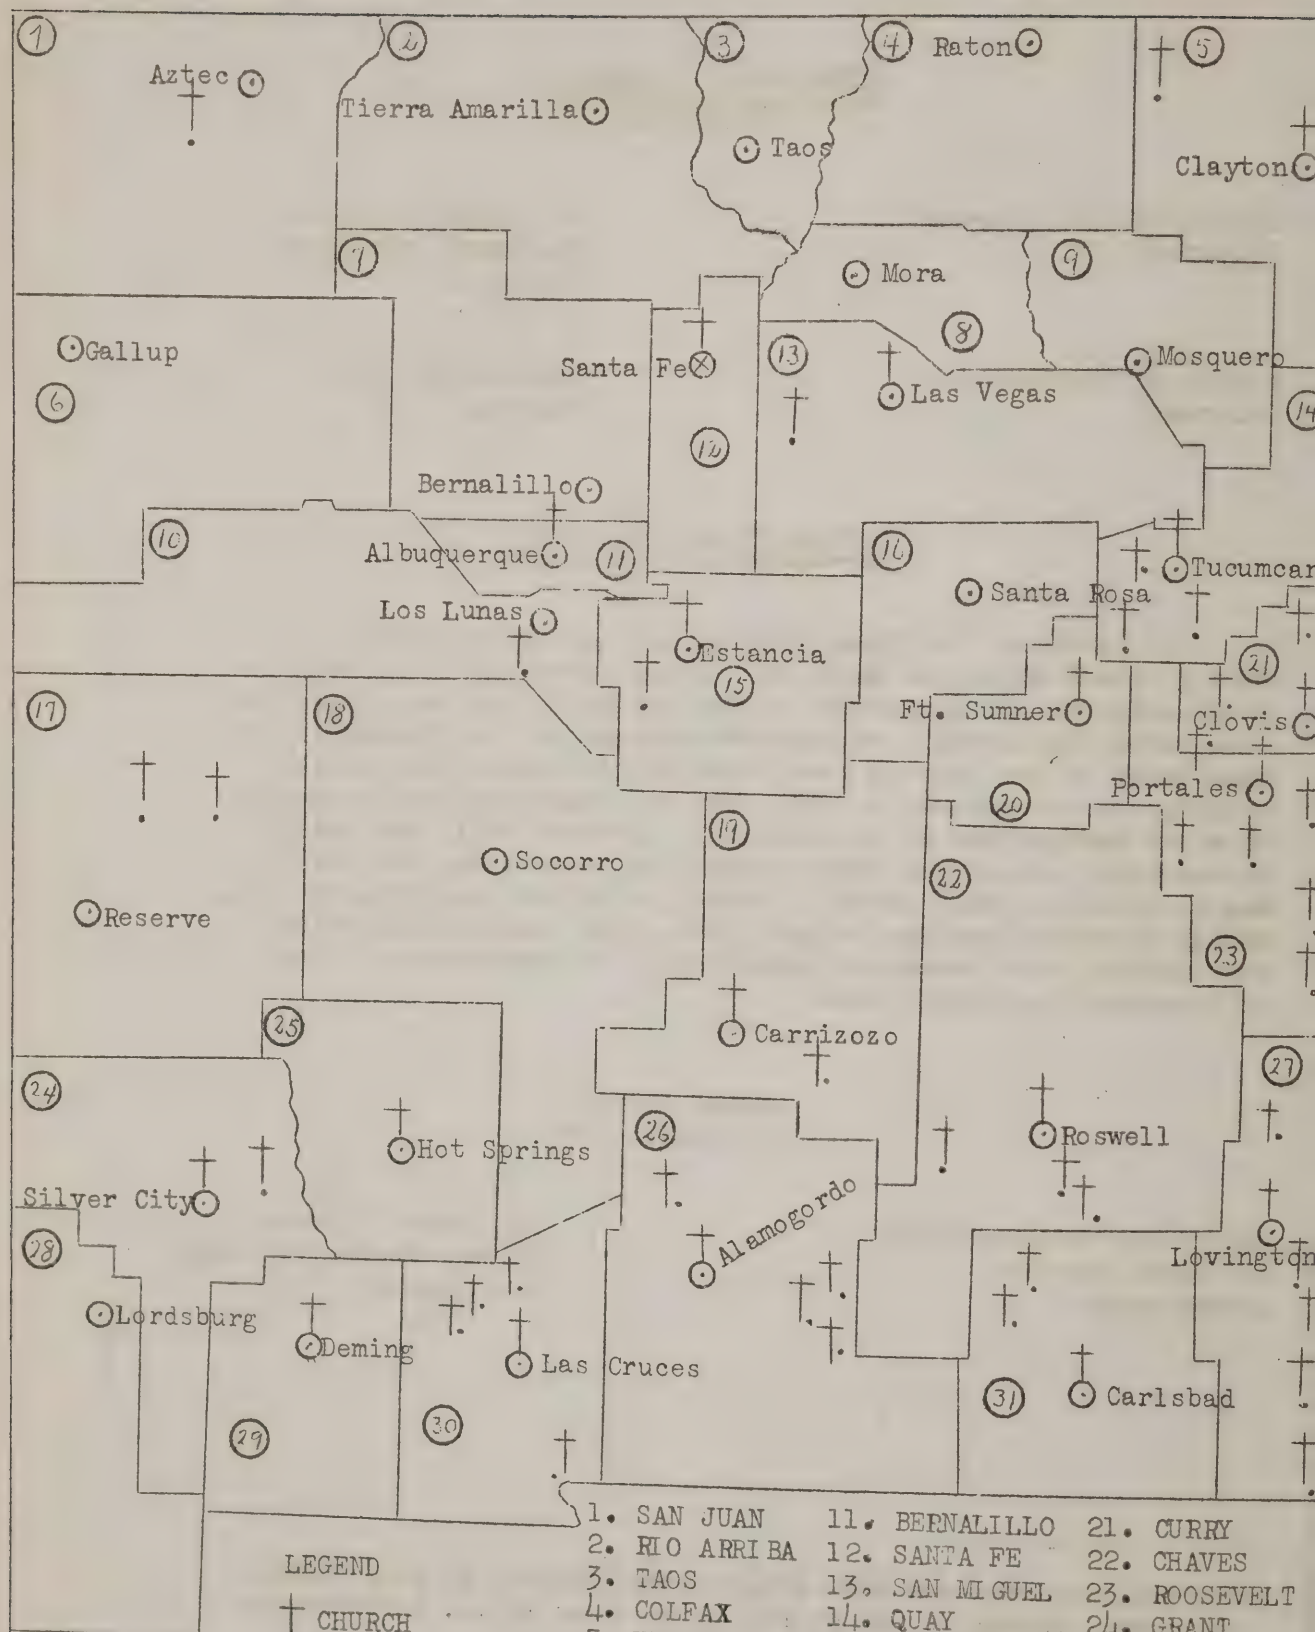 1 2 3 4 Raton 5
Aztec
Tierra Amarilla
Taos
Clayton
7 9
Mora
Gallup 8
Santa Fe 13 Mosquero
6 Las Vegas 14
12
Bernalillo
10 Albuquerque 11 16
Tucumcar
Los Lunas Santa Rosa
Estancia 21
17 18 15
Ft. Sumner Clovis
Portales
19 20
Socorro 22
Reserve
23
25 Carrizozo
24 27
26 Roswell
Hot Springs
Silver City
28 Alamogordo Lovington
Lordsburg
Deming Las Cruces
31 Carlsbad
29 30
1. SAN JUAN 11. BERNALILLO 21. CURRY
2. RIO ARRIBA 12. SANTA FE 22. CHAVES
LEGEND 3. TAOS 13. SAN MIGUEL 23. ROOSEVELT
CHURCH 4. COLFAX 14. QUAY 24. GRANT